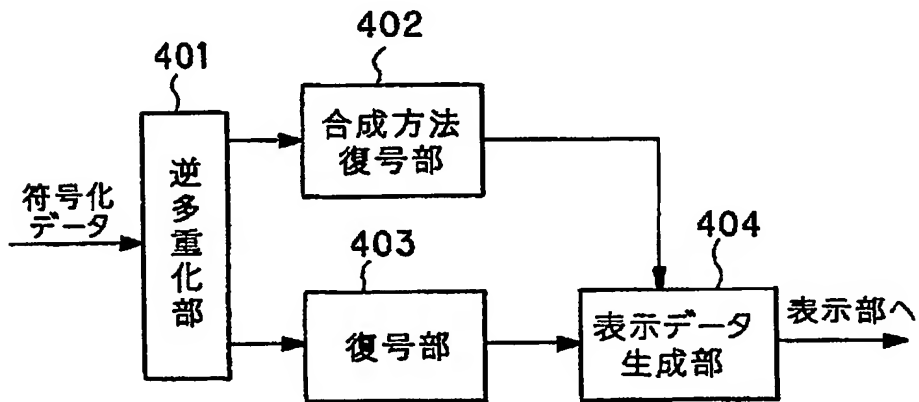 401
402
合成方法
復号部
符号化
データ
逆多重化部
403
復号部
404
表示データ
生成部
表示部へ